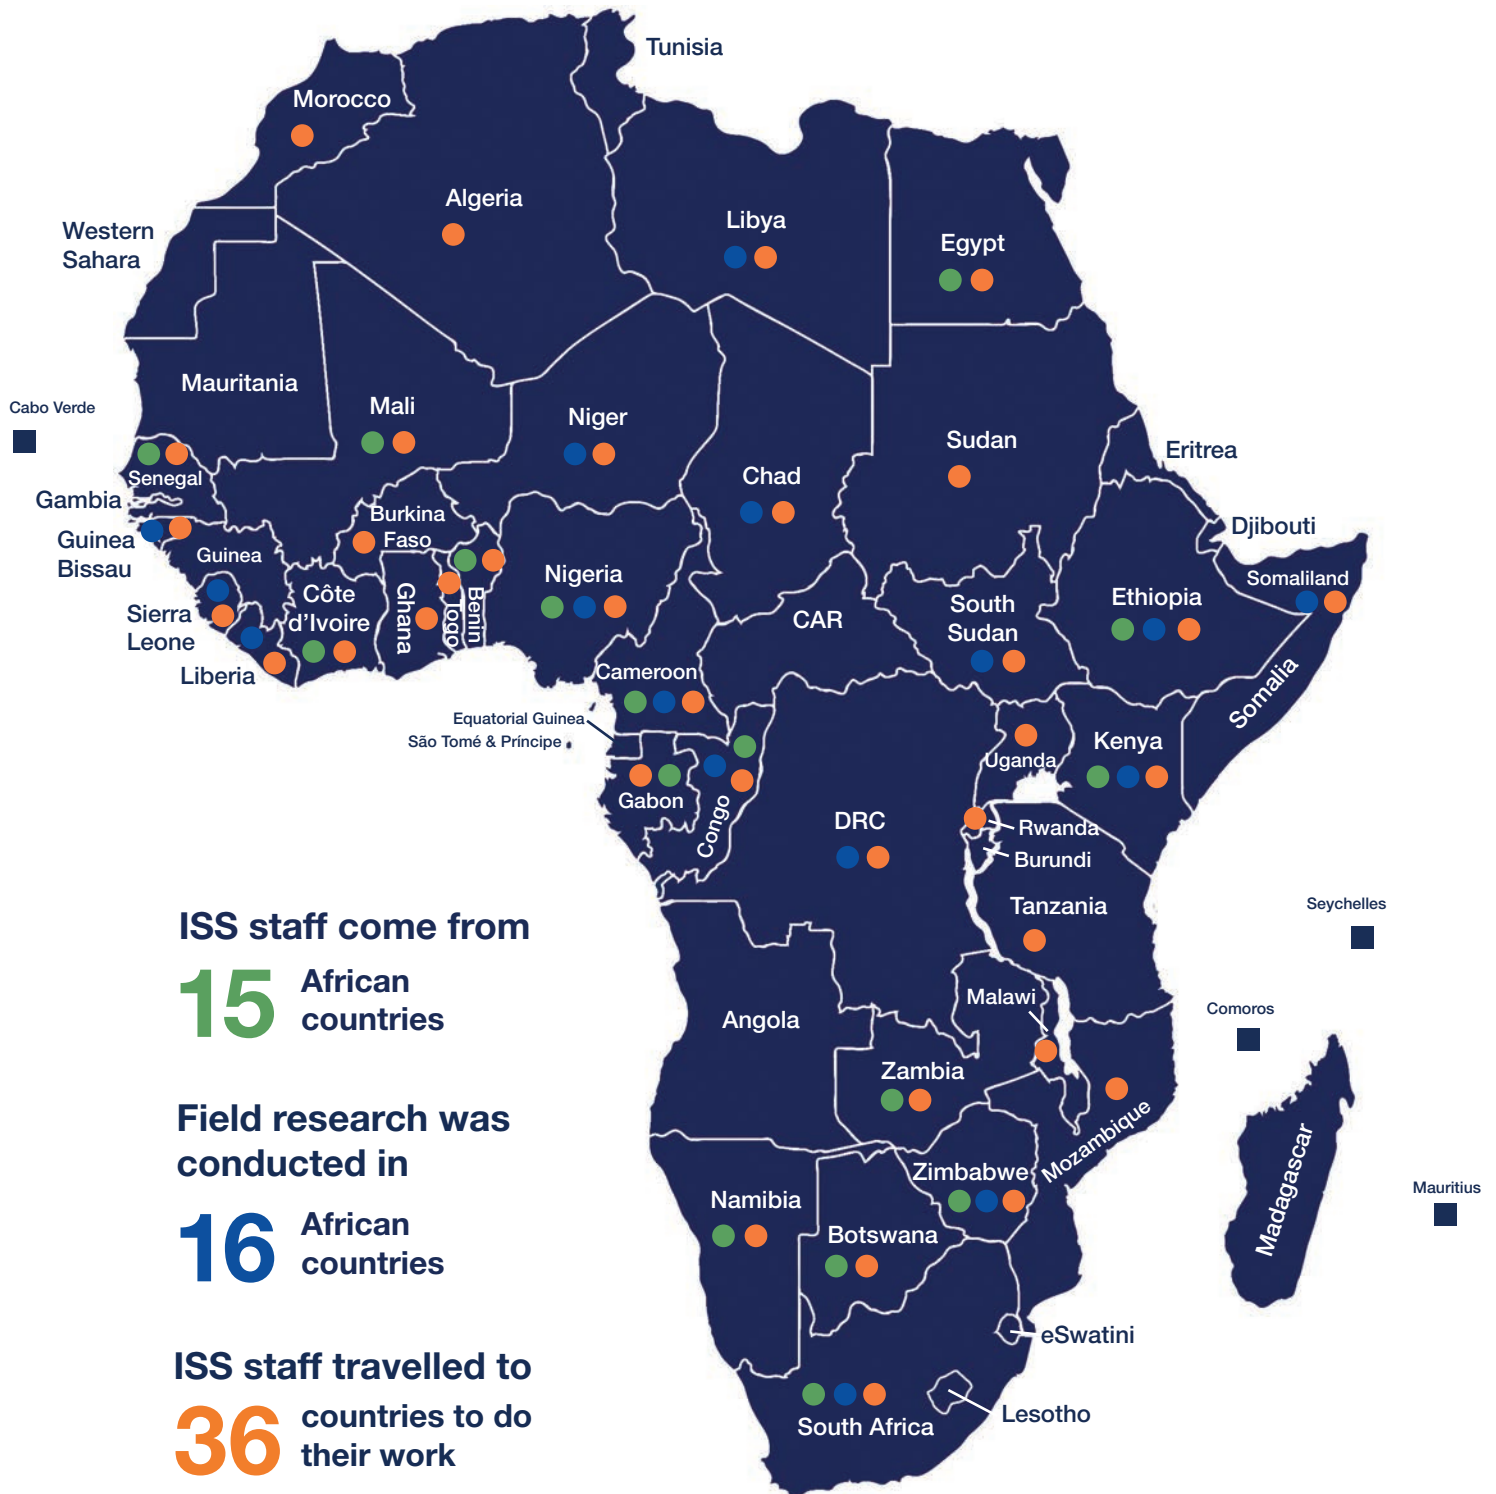 Tunisia
Morocco
Algeria
Libya
Egypt
Western
Sahara
Mauritania
Mali
Niger
Chad
Sudan
Eritrea
Cabo Verde
Senegal
Gambia
Guinea
Bissau
Guinea
Burkina
Faso
Djibouti
Somaliland
Sierra
Leone
Liberia
Côte
d'Ivoire
Ghana
Togo
Benin
Nigeria
CAR
South
Sudan
Ethiopia
Somalia
Cameroon
Equatorial Guinea
São Tomé & Príncipe
Gabon
Congo
DRC
Uganda
Kenya
Rwanda
Burundi
Tanzania
Seychelles
Comoros
Malawi
Angola
Zambia
Mozambique
Madagascar
Mauritius
Zimbabwe
Namibia
Botswana
eSwatini
Lesotho
South Africa
ISS staff come from
15 African
countries
Field research was
conducted in
16 African
countries
ISS staff travelled to
36 countries to do
their work